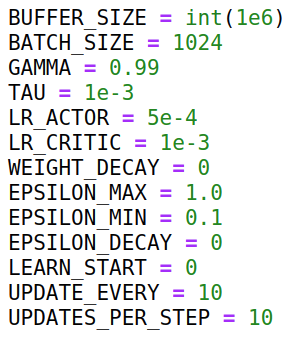 BUFFER_SIZE = int(1e6)
BATCH_SIZE = 1024
GAMMA = 0.99
TAU = 1e-3
LR_ACTOR = 5e-4
LR_CRITIC = 1e-3
WEIGHT_DECAY = 0
EPSILON_MAX = 1.0
EPSILON_MIN = 0.1
EPSILON_DECAY = 0
LEARN_START = 0
UPDATE_EVERY = 10
UPDATES_PER_STEP = 10